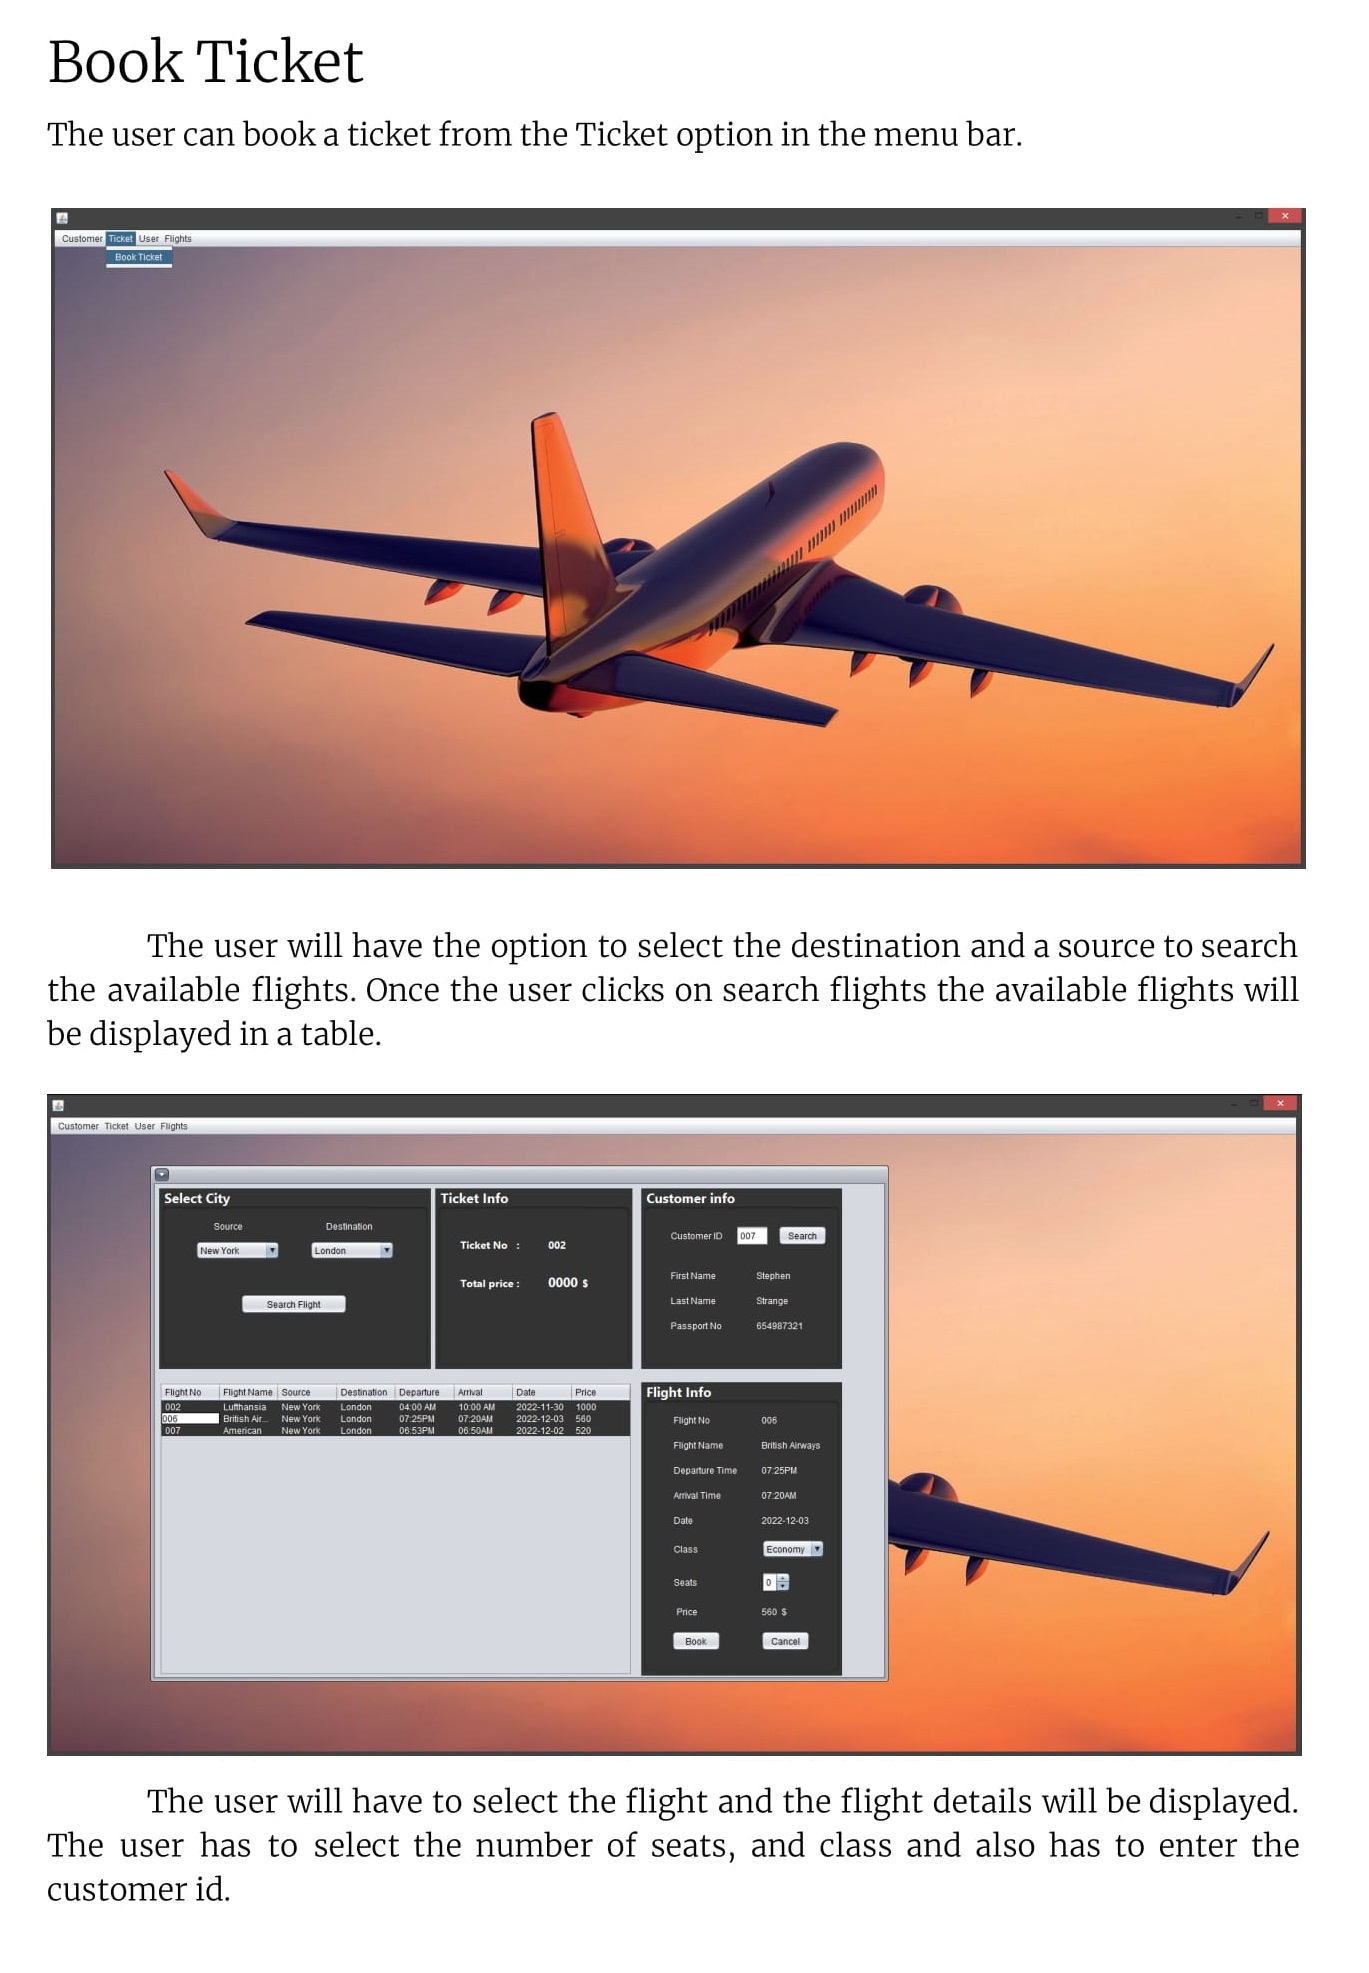 Book Ticket
The user can book a ticket from the Ticket option in the menu bar.
Customer Ticket User Flights
Book Ticket
The user will have the option to select the destination and a source to search
the available flights. Once the user clicks on search flights the available flights will
be displayed in a table.
Customer Ticket User Flights
Select City
Source Destination
New York London
Search Flight
Ticket Info
Ticket No : 002
Total price : 0000 $
Customer info
Customer ID 007 Search
First Name Stephen
Last Name Strange
Passport No 654987321
Flight No Flight Name Source Destination Departure Arrival Date Price
002 Lufthansia New York London 04:00 AM 10:00 AM 2022-11-30 1000
006 British Air... New York London 07:25PM 07:20AM 2022-12-03 560
007 American New York London 06:53PM 06:50AM 2022-12-02 520
Flight Info
Flight No 006
Flight Name British Airways
Departure Time 07:25PM
Arrival Time 07:20AM
Date 2022-12-03
Class Economy
Seats 0
Price 560 $
Book Cancel
The user will have to select the flight and the flight details will be displayed.
The user has to select the number of seats, and class and also has to enter the
customer id.